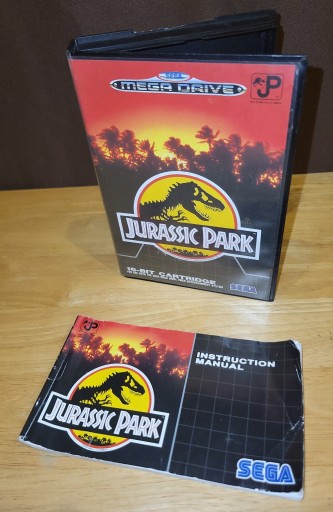 SEGA
MEGA DRIVE
JP
JURASSIC PARK
16-BIT CARTRIDGE
SEGA
JP
INSTRUCTION
MANUAL
JURASSIC PARK
SEGA